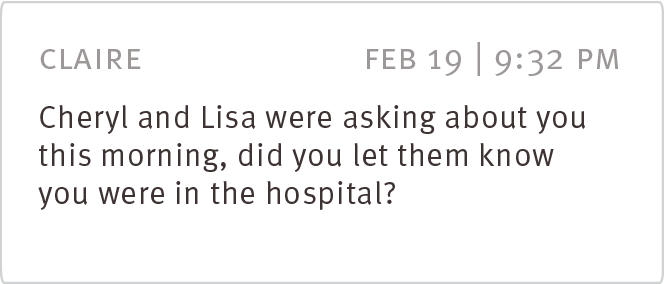 CLAIRE FEB 19 | 9:32 PM
Cheryl and Lisa were asking about you
this morning, did you let them know
you were in the hospital?